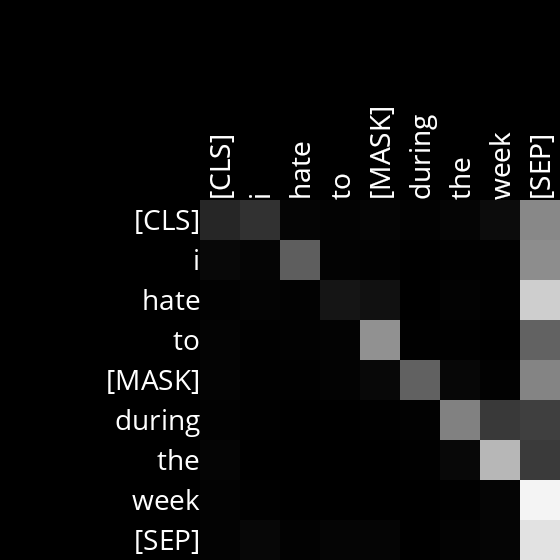 [CLS] i hate to [MASK] during the week [SEP]
[CLS]
i
hate
to
[MASK]
during
the
week
[SEP]